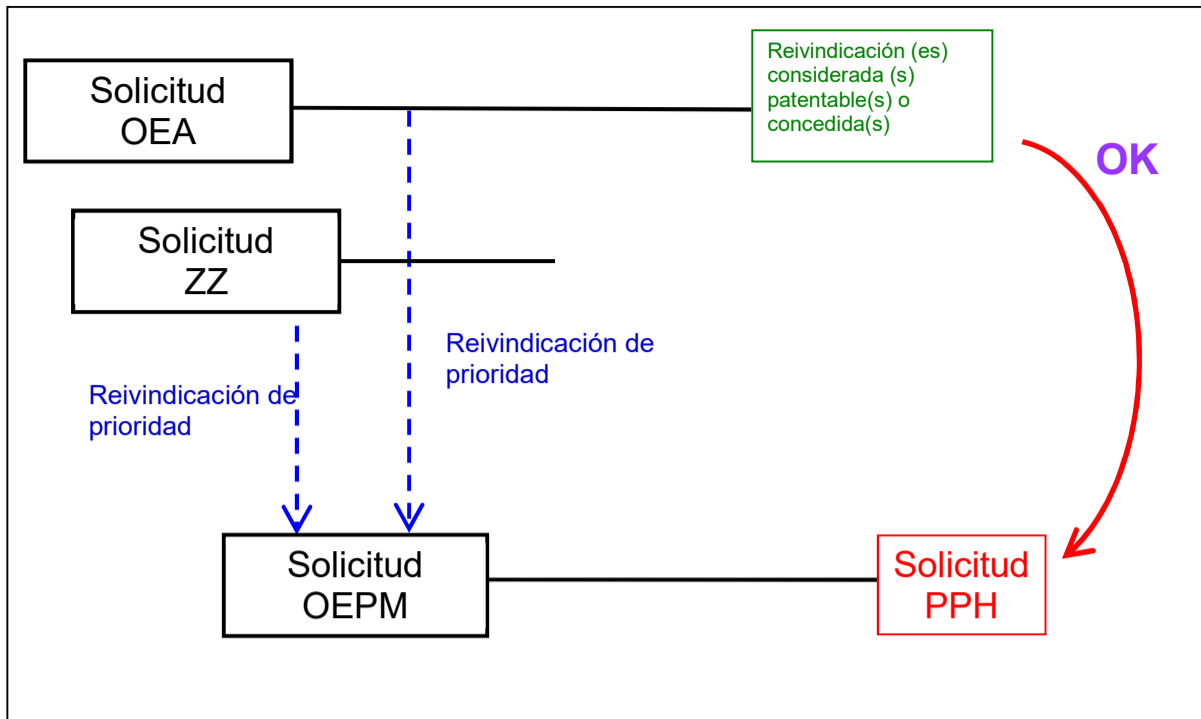 Solicitud
OEA
Reivindicación (es)
considerada (s)
patentable(s) o
concedida(s)
OK
Solicitud
ZZ
Reivindicación de
prioridad
Reivindicación de
prioridad
Solicitud
OEPM
Solicitud
PPH